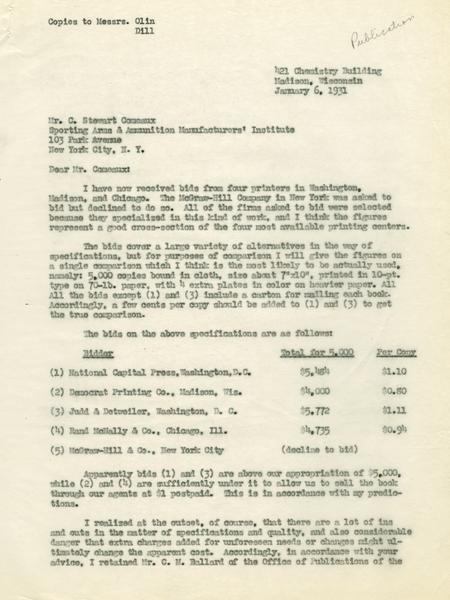 Copies to Messrs. Olin
Dill
Publication
421 Chemistry Building
Madison, Wisconsin
January 6, 1931
Mr. C. Stewart Comeaux
Sporting Arms & Ammunition Manufacturers' Institute
103 Park Avenue
New York City, N. Y.
Dear Mr. Comeaux:
I have now received bids from four printers in Washington,
Madison, and Chicago. The McGraw-Hill Company in New York was asked to
bid but declined to do so. All of the firms asked to bid were selected
because they specialized in this kind of work, and I think the figures
represent a good cross-section of the four most available printing centers.
The bids cover a large variety of alternatives in the way of
specifications, but for purposes of comparison I will give the figures on
a single comparison which I think is the most likely to be actually used,
namely: 5,000 copies bound in cloth, size about 7"x10", printed in 10-pt.
type on 70-lb. paper, with 4 extra plates in color on heavier paper. All
All the bids except (1) and (3) include a carton for mailing each book.
Accordingly, a few cents per copy should be added to (1) and (3) to get
the true comparison.
The bids on the above specifications are as follows:
Bidder Total for 5,000 Per Copy
(1) National Capital Press, Washington, D.C. $5,484 $1.10
(2) Democrat Printing Co., Madison, Wis. $4,000 $0.80
(3) Judd & Detweiler, Washington, D. C. $5,772 $1.11
(4) Rand McNally & Co., Chicago, Ill. $4,735 $0.94
(5) McGraw-Hill & Co., New York City (decline to bid)
Apparently bids (1) and (3) are above our appropriation of $5,000,
while (2) and (4) are sufficiently under it to allow us to sell the book
through our agents at $1 postpaid. This is in accordance with my predic-
tions.
I realized at the outset, of course, that there are a lot of ins
and outs in the matter of specifications and quality, and also considerable
danger that extra charges added for unforeseen needs or changes might ul-
timately change the apparent cost. Accordingly, in accordance with your
advice, I retained Mr. C. M. Ballard of the Office of Publications of the